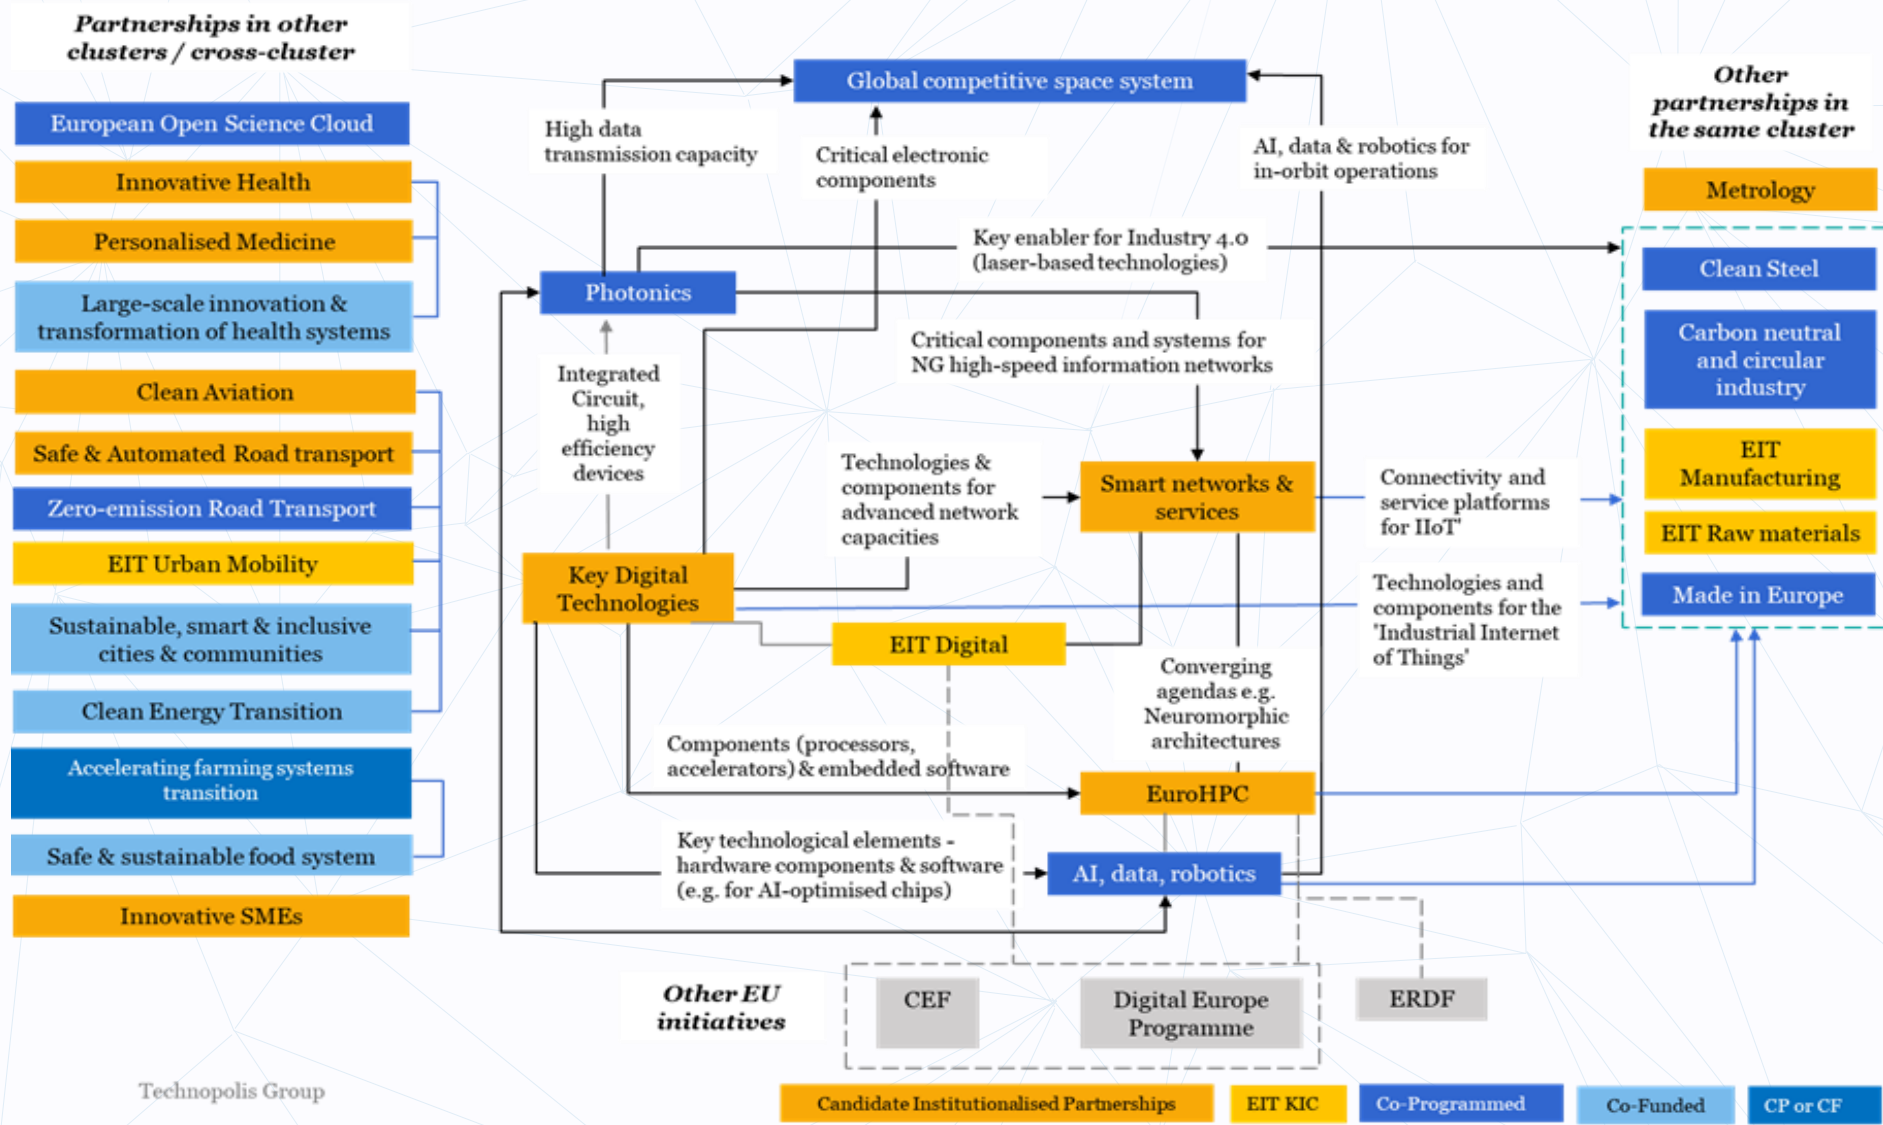 Partnerships in other
clusters / cross-cluster
European Open Science Cloud
Innovative Health
Personalised Medicine
Large-scale innovation &
transformation of health systems
Clean Aviation
Safe & Automated Road transport
Zero-emission Road Transport
EIT Urban Mobility
Sustainable, smart & inclusive
cities & communities
Clean Energy Transition
Accelerating farming systems
transition
Safe & sustainable food system
Innovative SMEs
Technopolis Group
Global competitive space system
High data
transmission capacity
Critical electronic
components
AI, data & robotics for
in-orbit operations
Key enabler for Industry 4.0
(laser-based technologies)
Photonics
Critical components and systems for
NG high-speed information networks
Integrated
Circuit,
high
efficiency
devices
Technologies &
components for
advanced network
capacities
Smart networks &
services
Connectivity and
service platforms
for IIoT'
Key Digital
Technologies
Technologies and
components for the
'Industrial Internet
of Things'
EIT Digital
Converging
agendas e.g.
Neuromorphic
architectures
Components (processors,
accelerators) & embedded software
EuroHPC
Key technological elements -
hardware components & software
(e.g. for AI-optimised chips)
AI, data, robotics
Other
partnerships in
the same cluster
Metrology
Clean Steel
Carbon neutral
and circular
industry
EIT
Manufacturing
EIT Raw materials
Made in Europe
Other EU
initiatives
CEF
Digital Europe
Programme
ERDF
Candidate Institutionalised Partnerships
EIT KIC
Co-Programmed
Co-Funded
CP or CF